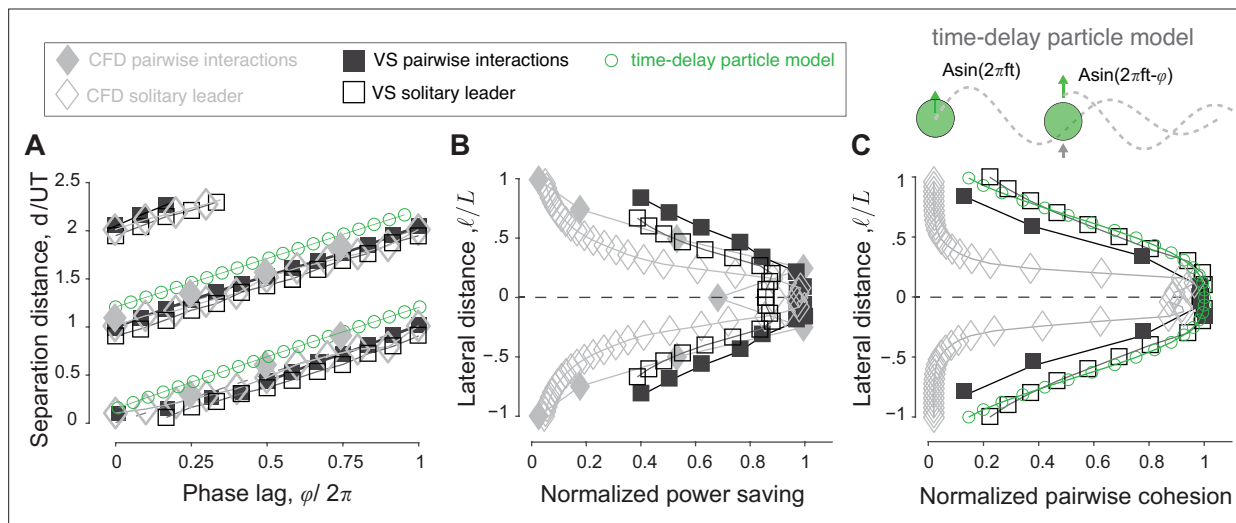 CFD pairwise interactions
VS pairwise interactions
time-delay particle model
CFD solitary leader
VS solitary leader
time-delay particle model
Asin(2πft)
Asin(2πft-φ)
A
B
C
Separation distance, d/UT
2.5
2
1.5
1
0.5
0
0 0.25 0.5 0.75 1
Phase lag, φ/ 2π
Lateral distance ,ℓ/L
1
.5
0
−.5
−1
0 0.2 0.4 0.6 0.8 1
Normalized power saving
Lateral distance ,ℓ/L
1
.5
0
−.5
−1
0 0.2 0.4 0.6 0.8 1
Normalized pairwise cohesion